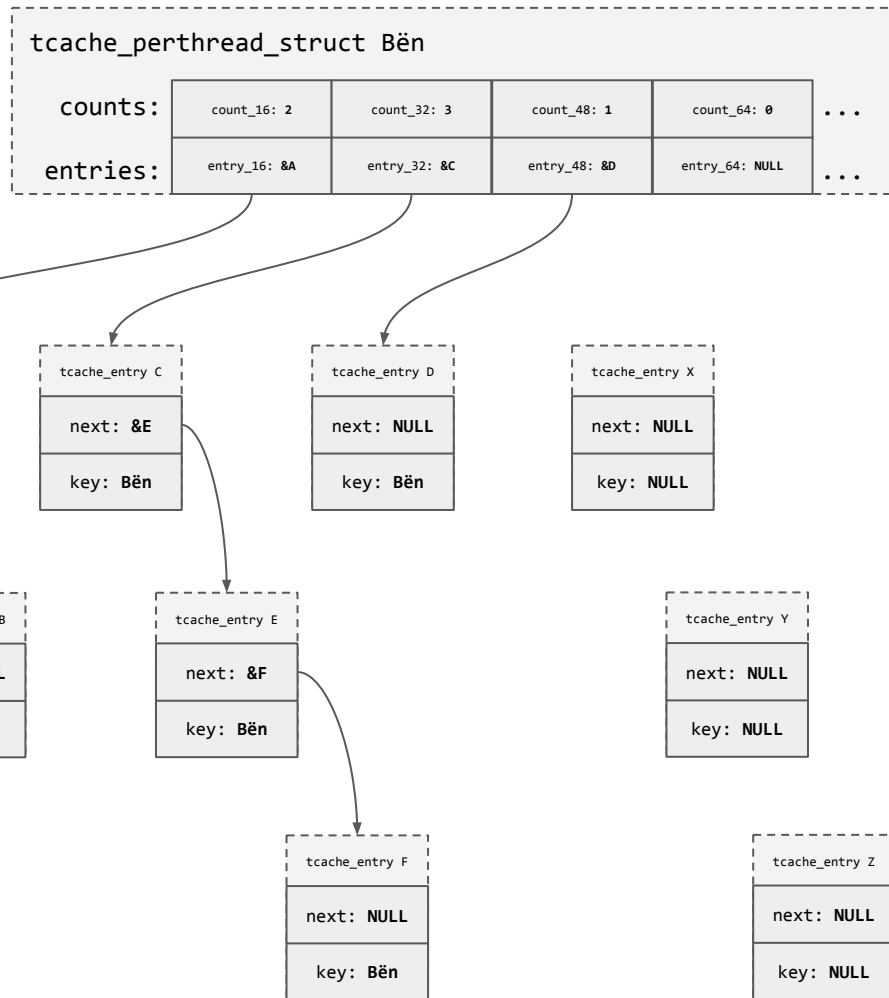 tcache_perthread_struct Bën
counts: count_16: 2 count_32: 3 count_48: 1 count_64: 0 ...
entries: entry_16: &A entry_32: &C entry_48: &D entry_64: NULL ...
tcache_entry C
next: &E
key: Bën
tcache_entry D
next: NULL
key: Bën
tcache_entry X
next: NULL
key: NULL
B
L
tcache_entry E
next: &F
key: Bën
tcache_entry Y
next: NULL
key: NULL
tcache_entry F
next: NULL
key: Bën
tcache_entry Z
next: NULL
key: NULL